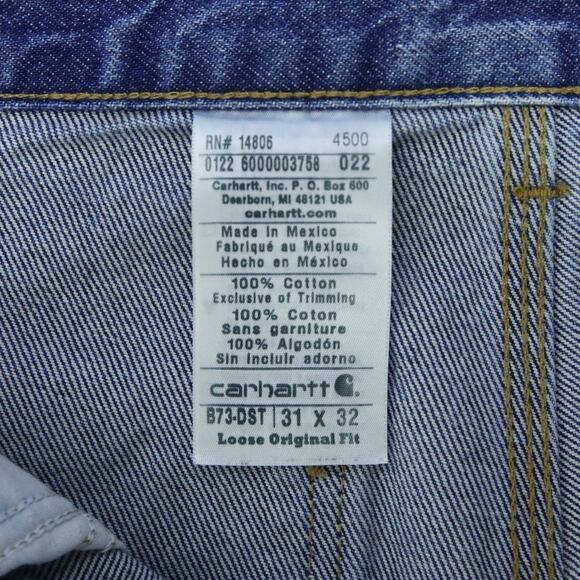 RN# 14806 4500
0122 6000003758 022
Carhartt, Inc. P. O. Box 600
Dearborn, MI 48121 USA
carhartt.com
Made in Mexico
Fabriqué au Mexique
Hecho en México
100% Cotton
Exclusive of Trimming
100% Coton
Sans garniture
100% Algodón
Sin incluir adorno
carhartt
B73-DST 31 X 32
Loose Original Fit